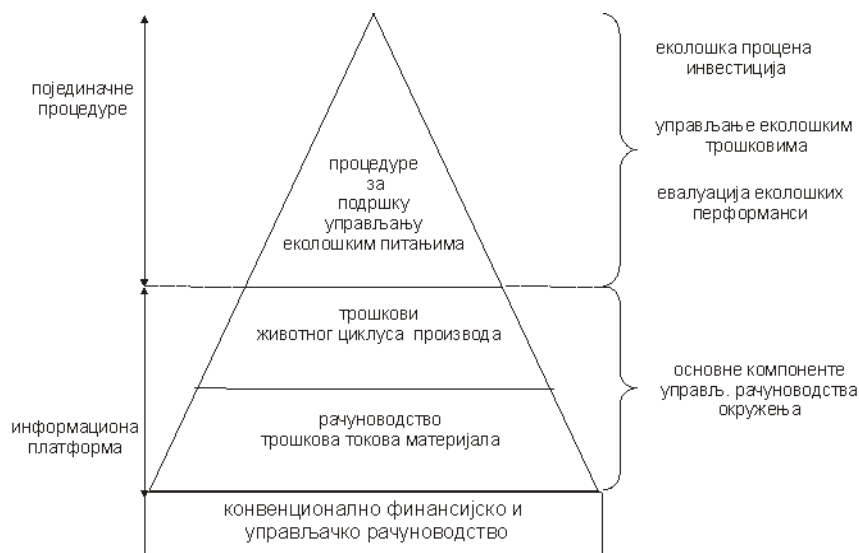 појединачне
процедуре
информациона
платформа
процедуре
за
подршку
управљању
еколошким питањима
трошкови
животног циклуса производа
рачуноводство
трошкова токова материјала
конвенционално финансијско и
управљачко рачуноводство
еколошка процена
инвестиција
управљање еколошким
трошковима
евалуација еколошких
перформанси
основне компоненте
управљ. рачуноводства
окружења